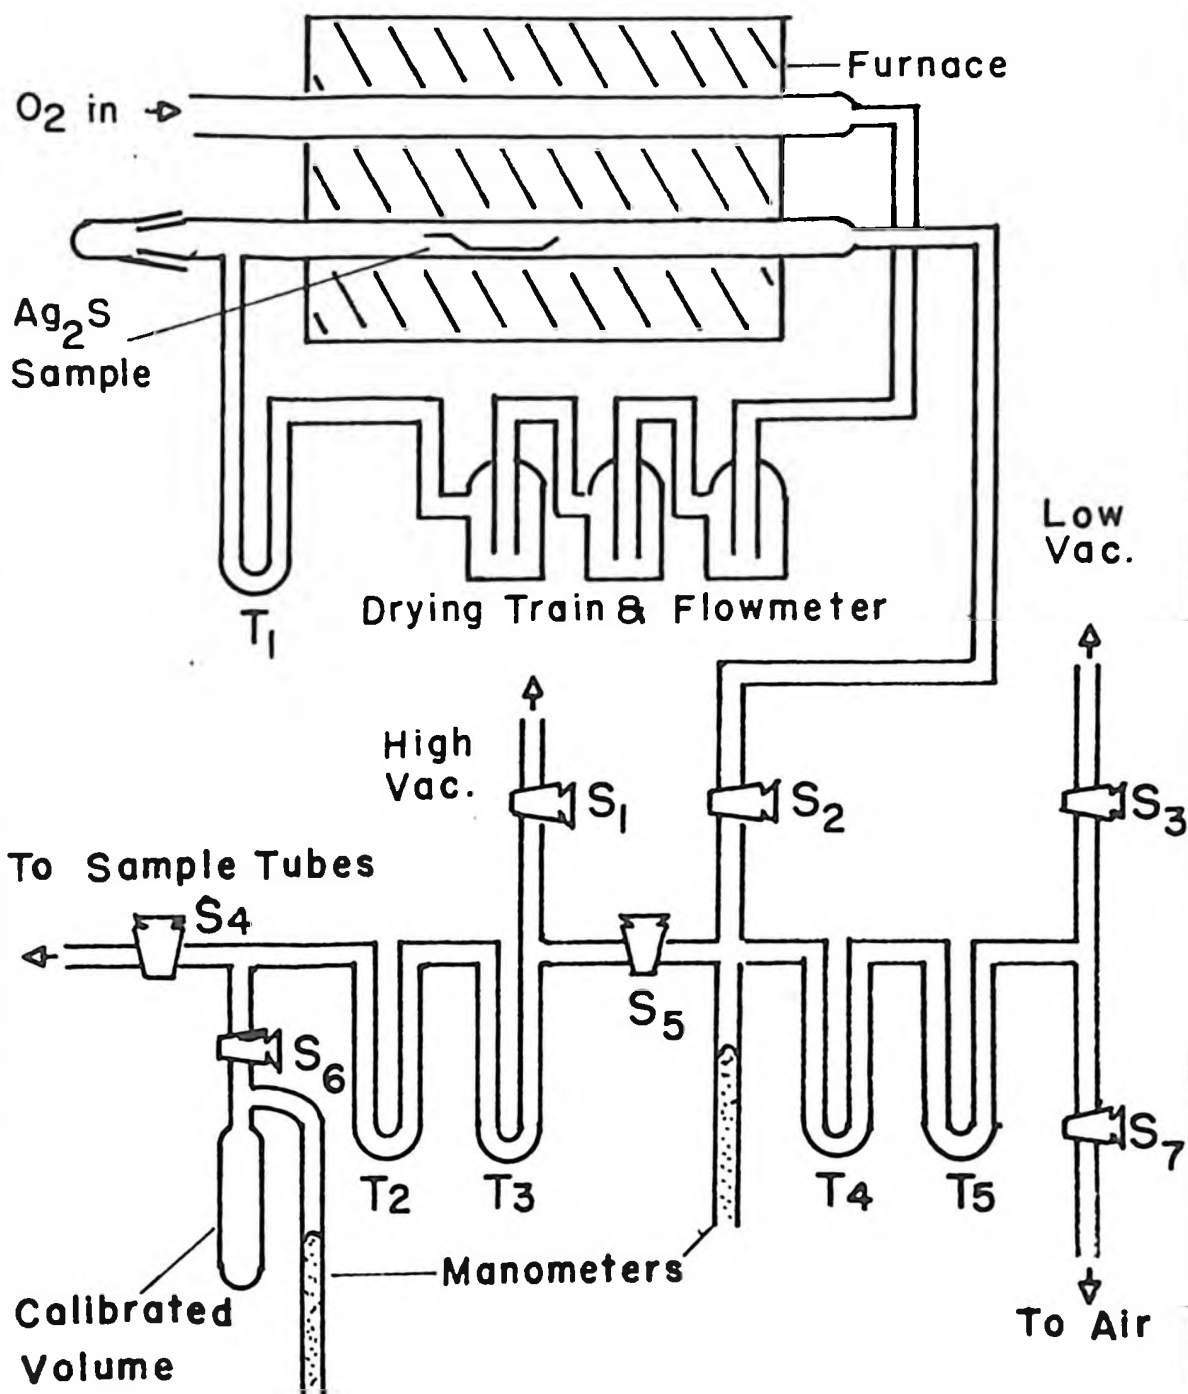 Furnace
O2 in
Ag2S
Sample
T1
Drying Train & Flowmeter
Low
Vac.
High
Vac.
S1
S2
S3
To Sample Tubes
S4
S5
S6
T2
T3
T4
T5
S7
Manometers
Calibrated
Volume
To Air